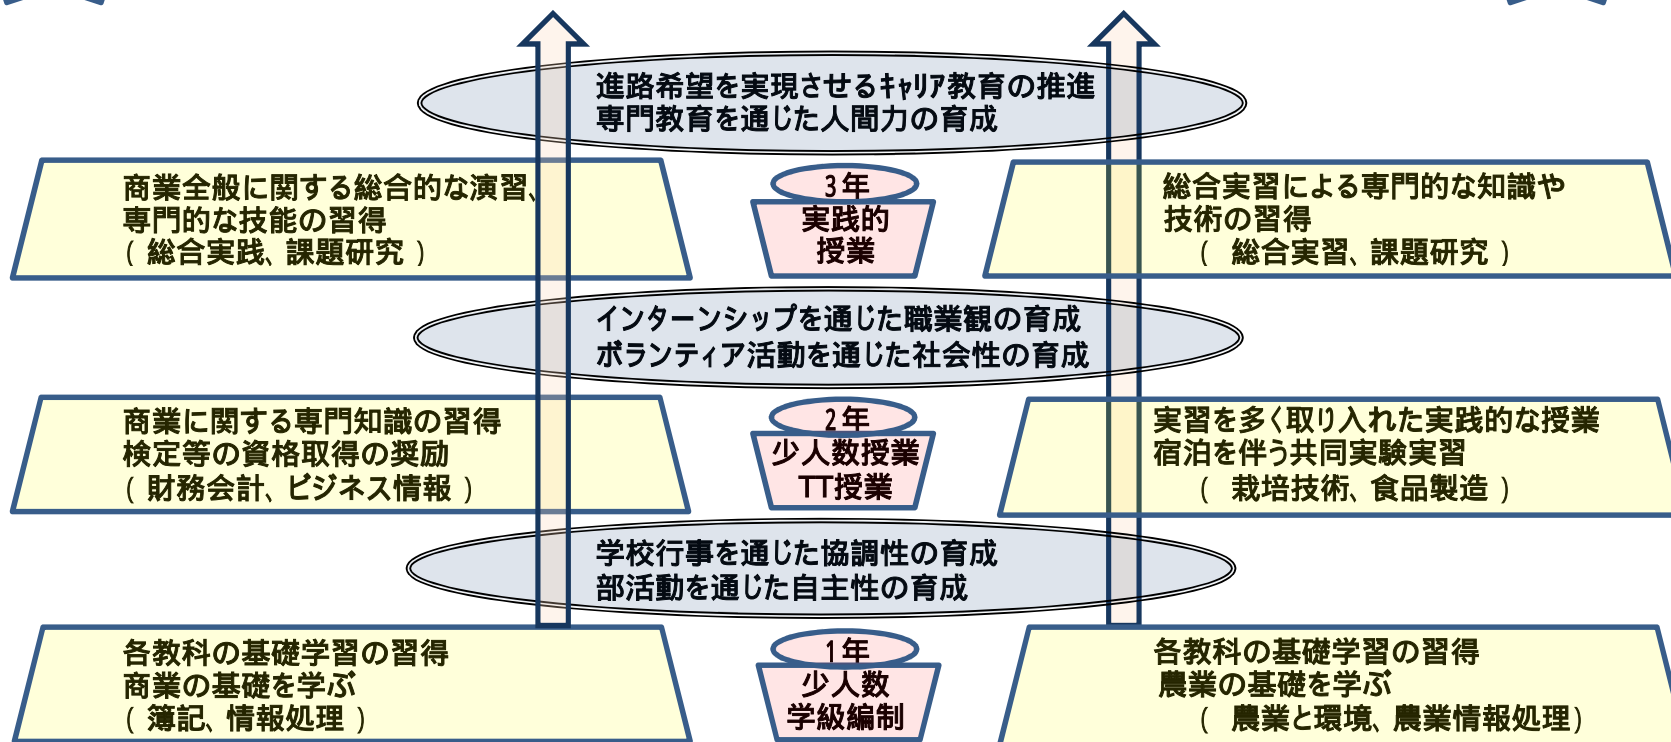 進路希望を実現させるｷｬﾘｱ教育の推進
専門教育を通じた人間力の育成
商業全般に関する総合的な演習、
専門的な技能の習得
( 総合実践、課題研究 )
3年
実践的
授業
総合実習による専門的な知識や
技術の習得
( 総合実習、課題研究 )
インターンシップを通じた職業観の育成
ボランティア活動を通じた社会性の育成
商業に関する専門知識の習得
検定等の資格取得の奨励
( 財務会計、ビジネス情報 )
2年
少人数授業
TT授業
実習を多く取り入れた実践的な授業
宿泊を伴う共同実験実習
( 栽培技術、食品製造 )
学校行事を通じた協調性の育成
部活動を通じた自主性の育成
各教科の基礎学習の習得
商業の基礎を学ぶ
( 簿記、情報処理 )
1年
少人数
学級編制
各教科の基礎学習の習得
農業の基礎を学ぶ
( 農業と環境、農業情報処理)